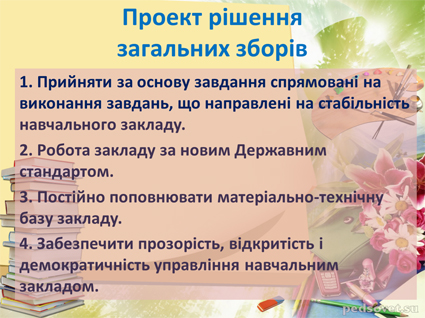 Проект рішення
загальних зборів
1. Прийняти за основу завдання спрямовані на
виконання завдань, що направлені на стабільність
навчального закладу.
2. Робота закладу за новим Державним
стандартом.
3. Постійно поповнювати матеріально-технічну
базу закладу.
4. Забезпечити прозорість, відкритість і
демократичність управління навчальним
закладом.
pedsovet.su